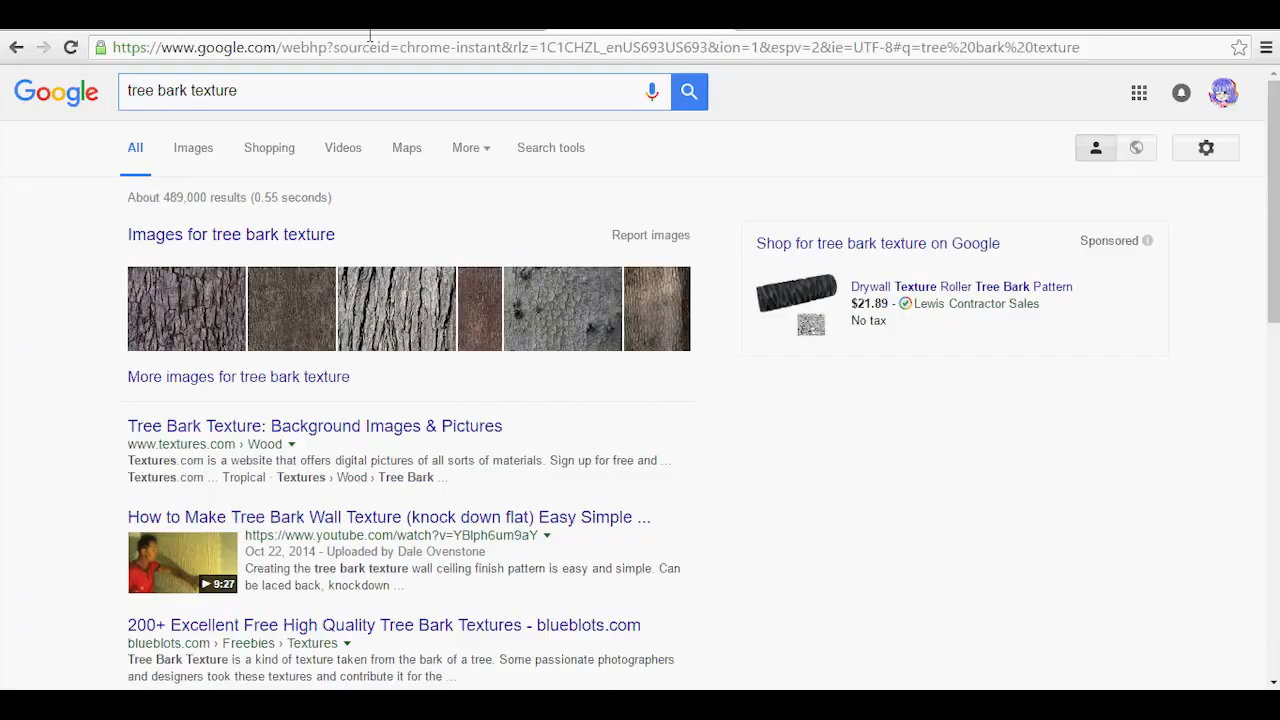 https://www.google.com/webhp?sourceid=chrome-instant&rlz=1C1CHZL_enUS693US693&ion=1&espv=2&ie=UTF-8#q=tree%20bark%20texture
Google
tree bark texture
All Images Shopping Videos Maps More Search tools
About 489,000 results (0.55 seconds)
Images for tree bark texture
Report images
More images for tree bark texture
Tree Bark Texture: Background Images & Pictures
www.textures.com › Wood
Textures.com is a website that offers digital pictures of all sorts of materials. Sign up for free and ...
Textures.com ... Tropical · Textures › Wood › Tree Bark ...
How to Make Tree Bark Wall Texture (knock down flat) Easy Simple ...
9:27
https://www.youtube.com/watch?v=YBlph6um9aY
Oct 22, 2014 - Uploaded by Dale Ovenstone
Creating the tree bark texture wall ceiling finish pattern is easy and simple. Can
be laced back, knockdown ...
200+ Excellent Free High Quality Tree Bark Textures - blueblots.com
blueblots.com › Freebies › Textures
Tree Bark Texture is a kind of texture taken from the bark of a tree. Some passionate photographers
and designers took these textures and contribute it for the ...
Shop for tree bark texture on Google
Sponsored
Drywall Texture Roller Tree Bark Pattern
$21.89 - Lewis Contractor Sales
No tax